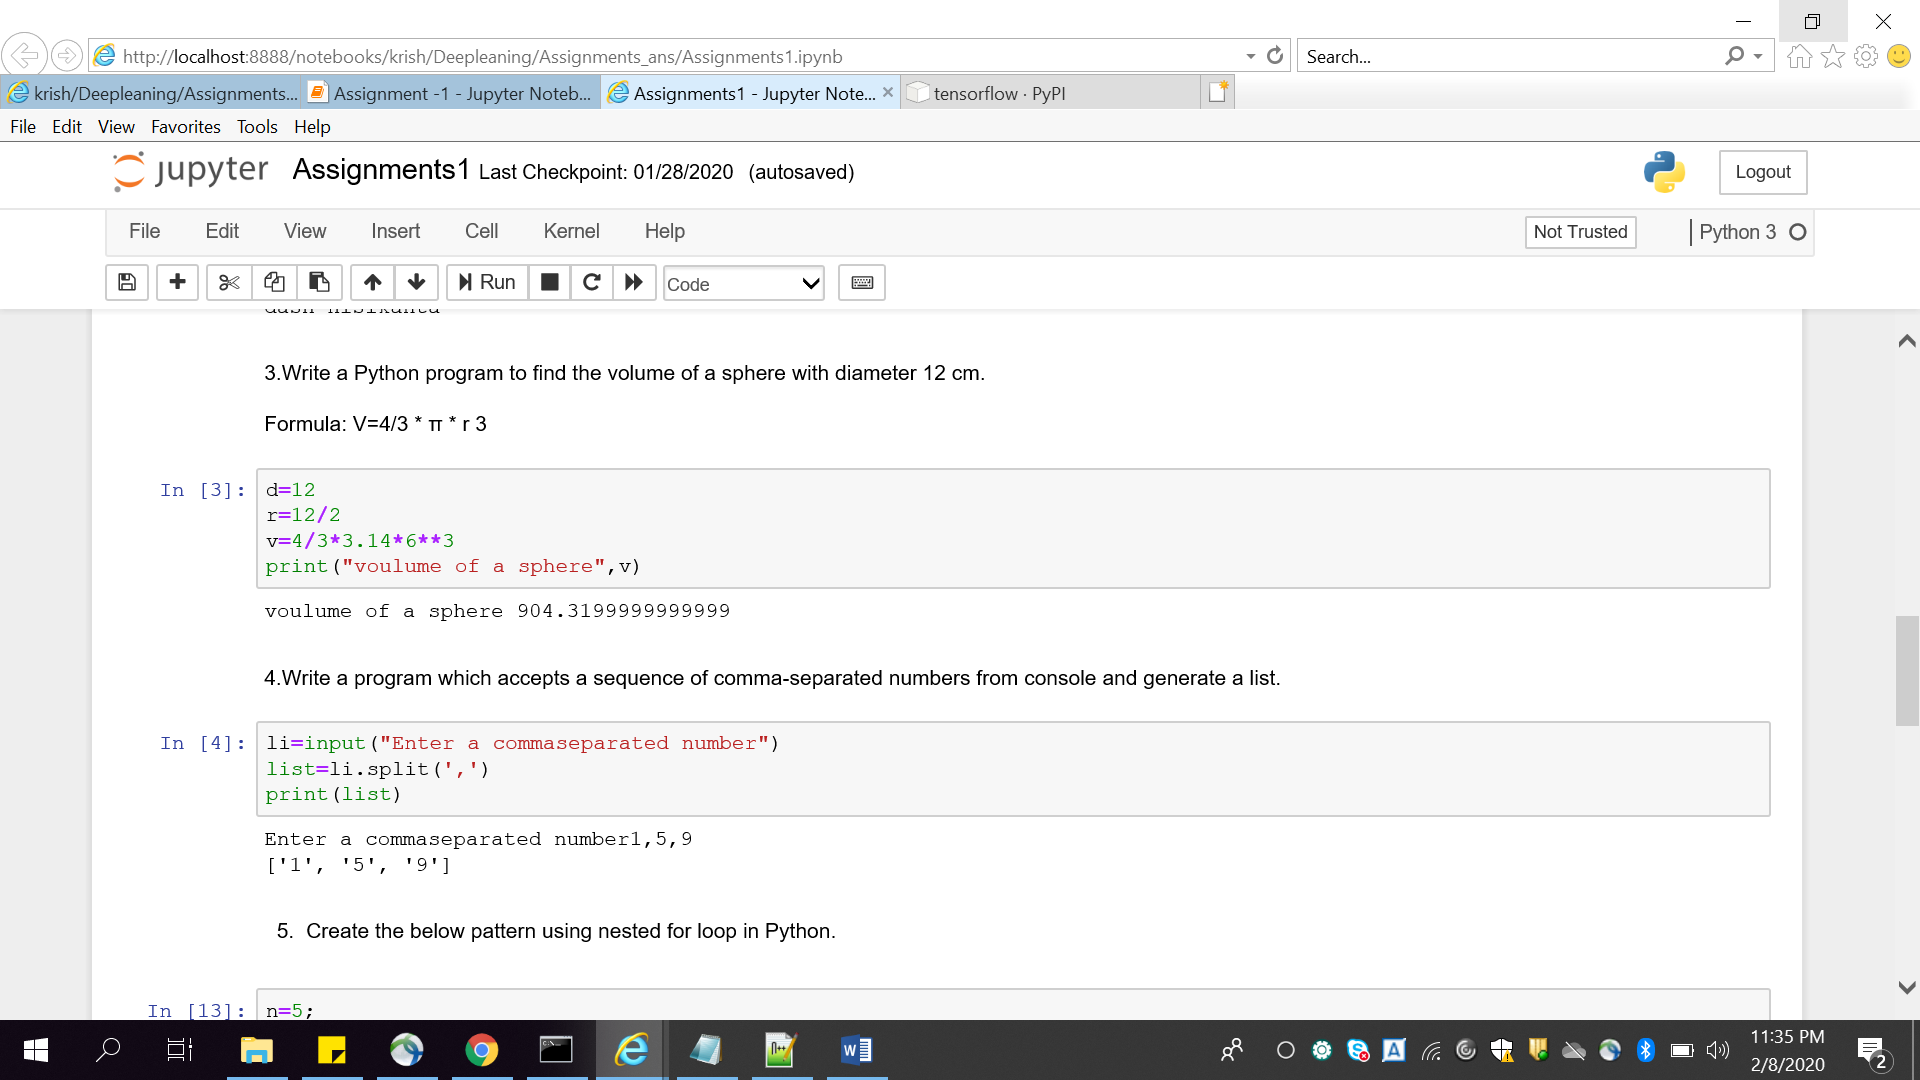 http://localhost:8888/notebooks/krish/Deepleaning/Assignments_ans/Assignments1.ipynb
Search...
krish/Deepleaning/Assignments...
Assignment -1 - Jupyter Noteb...
Assignments1 - Jupyter Note...
tensorflow · PyPI
File Edit View Favorites Tools Help
jupyter Assignments1 Last Checkpoint: 01/28/2020 (autosaved)
Logout
File Edit View Insert Cell Kernel Help
Not Trusted
Python 3
Run
Code
3.Write a Python program to find the volume of a sphere with diameter 12 cm.
Formula: V=4/3 * π * r 3
In [3]:
d=12
r=12/2
v=4/3*3.14*6**3
print("voulume of a sphere",v)
voulume of a sphere 904.3199999999999
4.Write a program which accepts a sequence of comma-separated numbers from console and generate a list.
In [4]:
li=input("Enter a commaseparated number")
list=li.split(',')
print(list)
Enter a commaseparated number1,5,9
['1', '5', '9']
5. Create the below pattern using nested for loop in Python.
In [13]:
n=5;
11:35 PM
2/8/2020
2